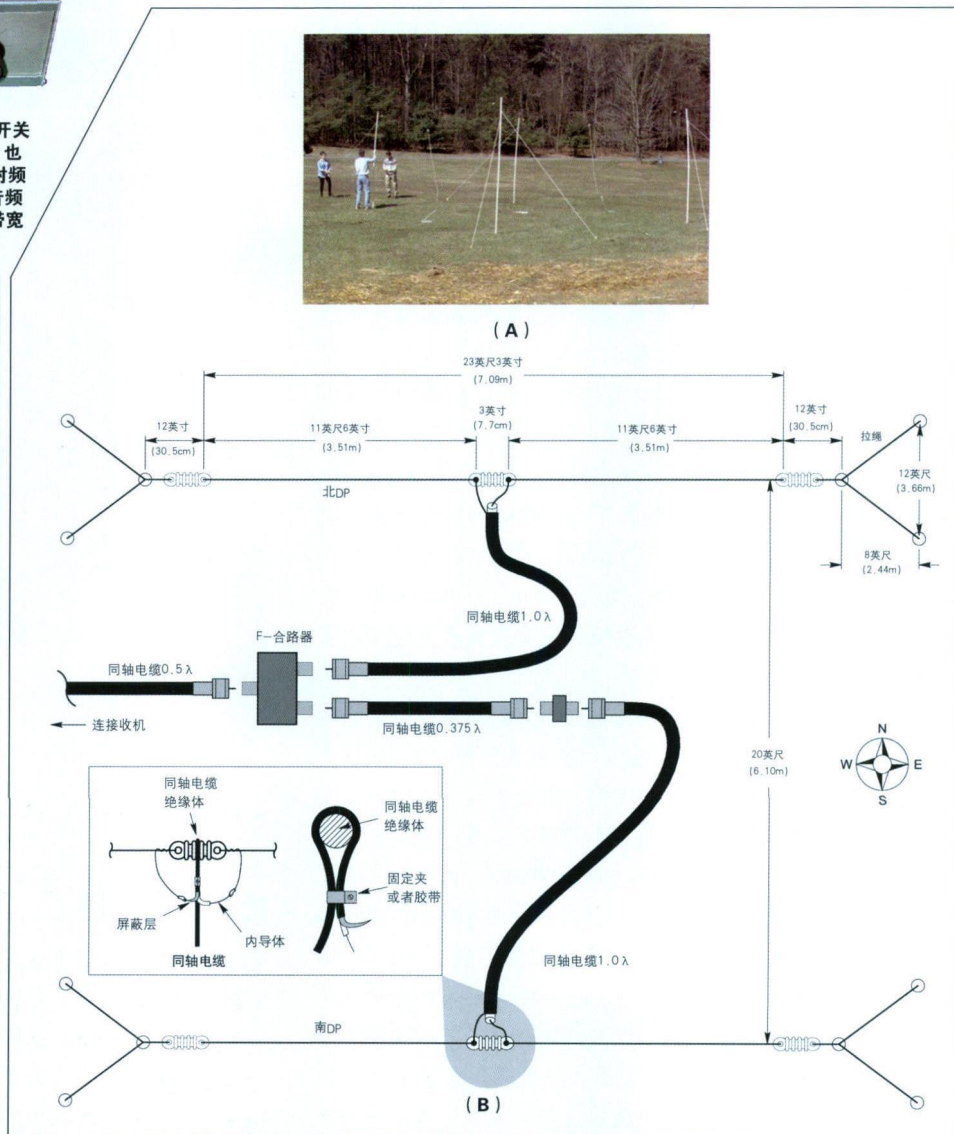 开关
也
射频
音频
带宽
(A)
23英尺3英寸
(7.09m)
12英寸
(30.5cm)
11英尺6英寸
(3.51m)
3英寸
(7.7cm)
11英尺6英寸
(3.51m)
12英寸
(30.5cm)
拉绳
12英尺
(3.66m)
8英尺
(2.44m)
北DP
同轴电缆1.0λ
F-合路器
同轴电缆0.5λ
连接收机
同轴电缆0.375λ
20英尺
(6.10m)
N
W
E
S
同轴电缆
绝缘体
屏蔽层
内导体
同轴电缆
同轴电缆
绝缘体
固定夹
或者胶带
同轴电缆1.0λ
南DP
(B)